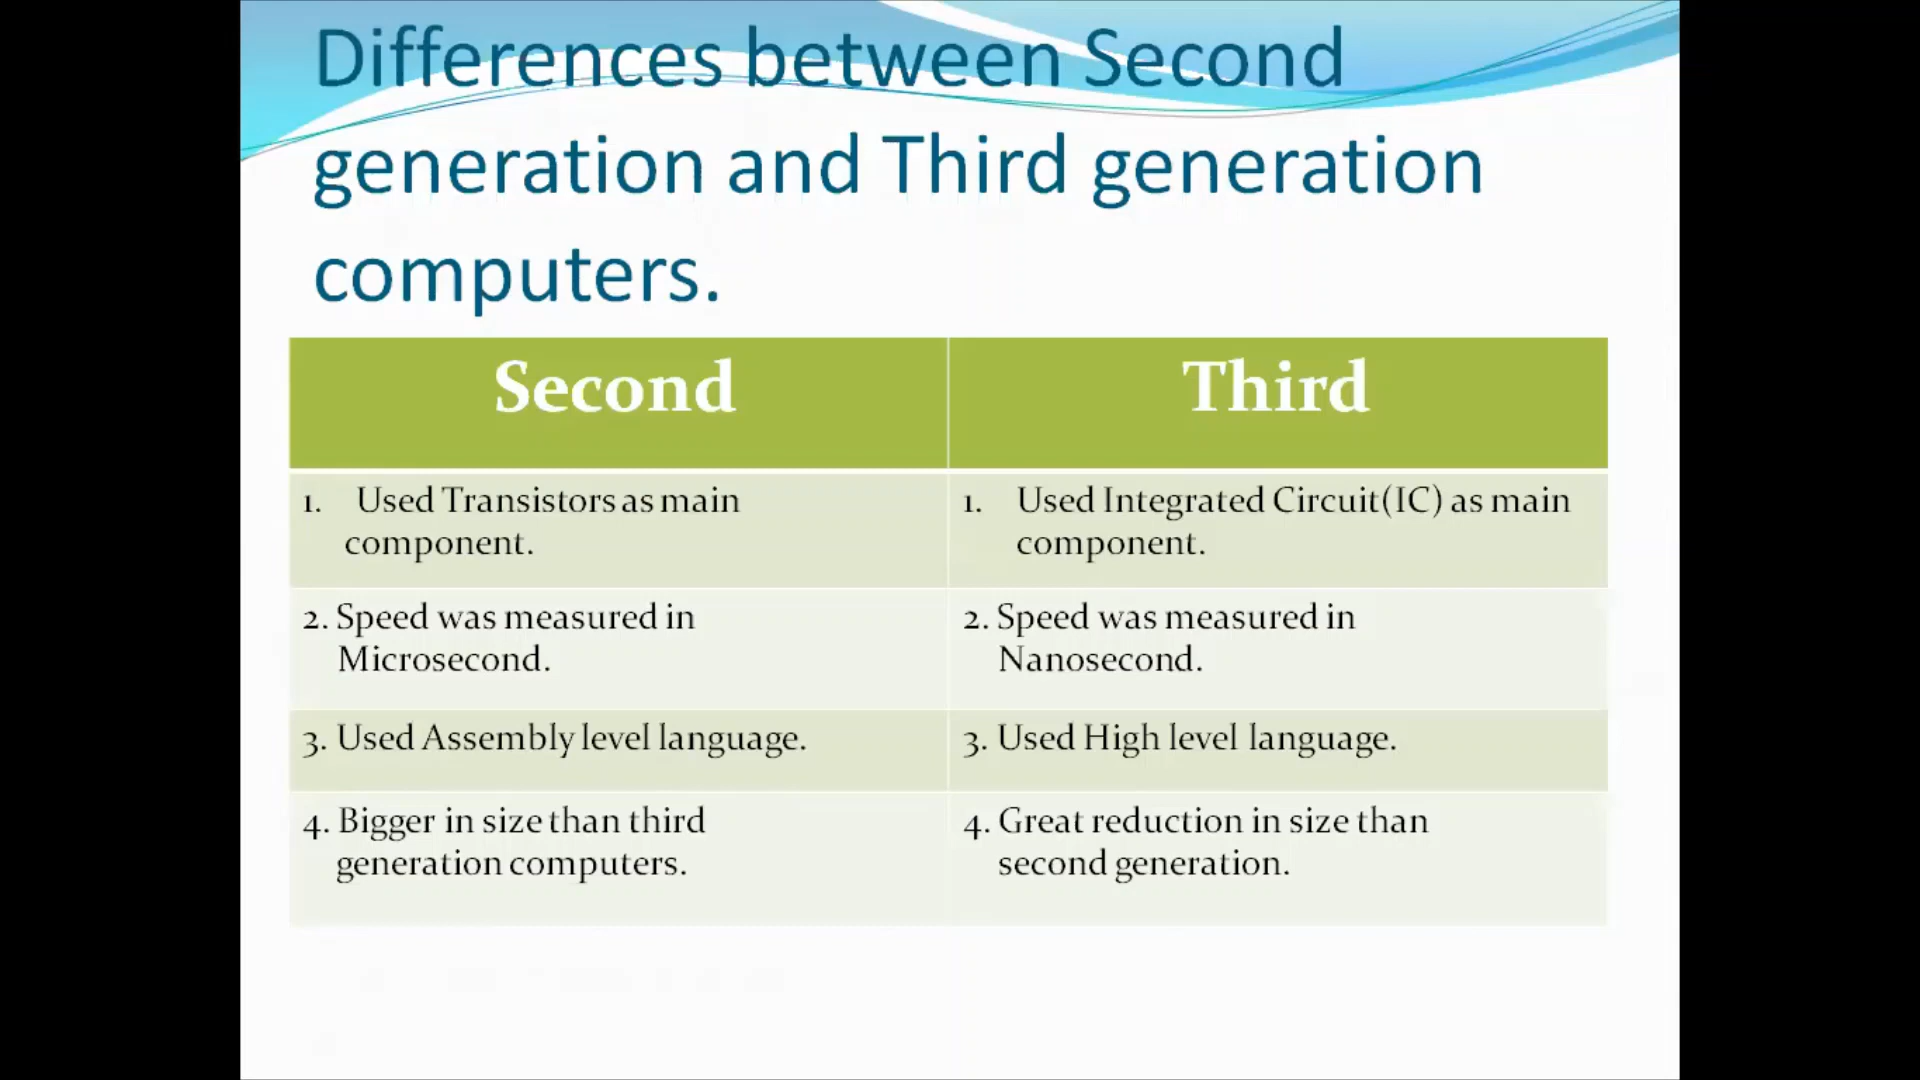 Differences between Second
generation and Third generation
computers.
Second
Third
1. Used Transistors as main
component.
1. Used Integrated Circuit(IC) as main
component.
2. Speed was measured in
Microsecond.
2. Speed was measured in
Nanosecond.
3. Used Assembly level language.
3. Used High level language.
4. Bigger in size than third
generation computers.
4. Great reduction in size than
second generation.